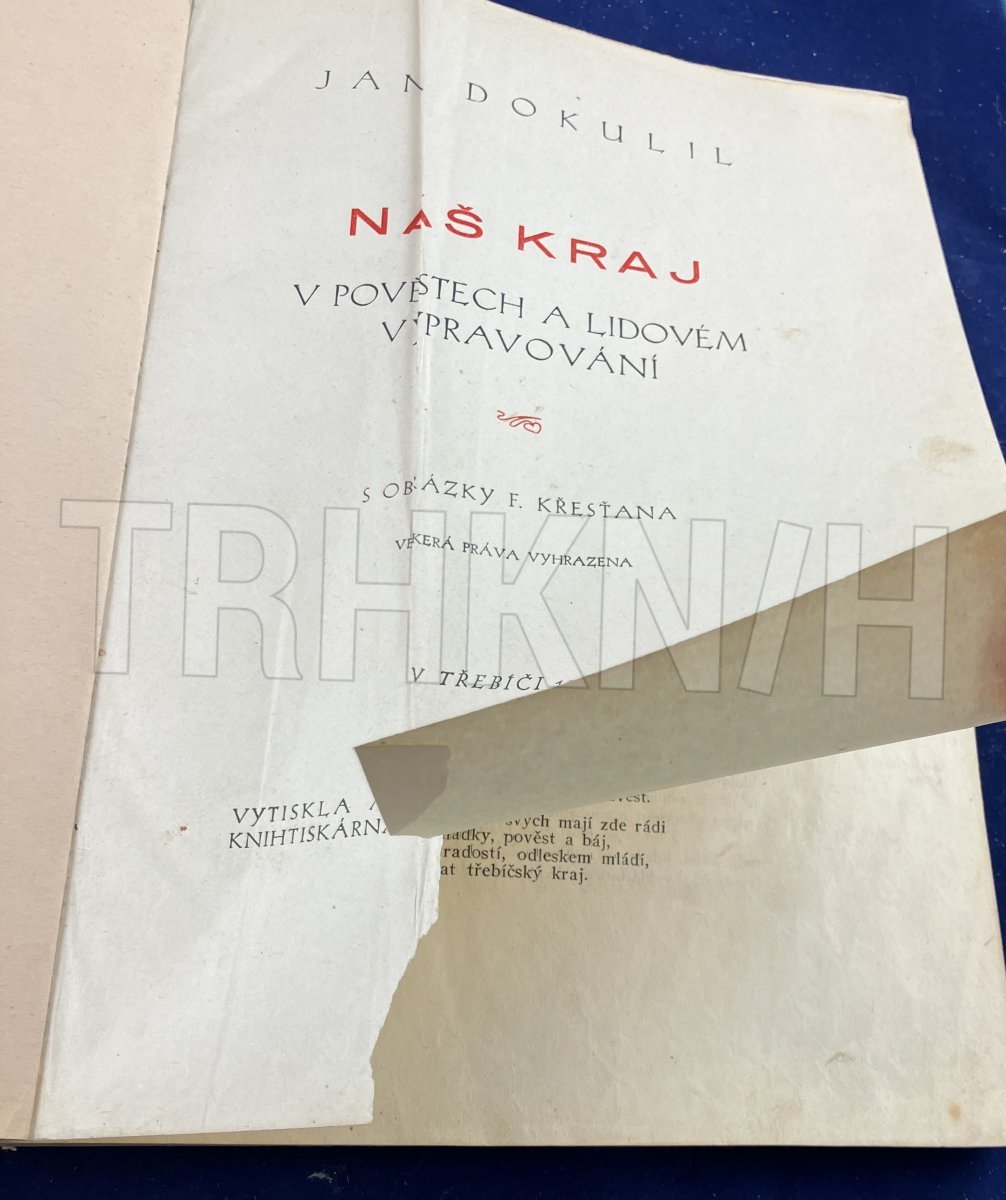 JAN DOKULIL
NÁŠ KRAJ
V POVĚSTECH A LIDOVÉM
VYPRAVOVÁNÍ
S OBRÁZKY F. KŘESŤANA
VEŠKERÁ PRÁVA VYHRAZENA
V TŘEBÍČI
VYTISKLA A
KNIHTISKÁRNA
svých mají zde rádi
pověst a báj,
radostí, odleskem mládí,
třebíčský kraj.
TRHKNIH